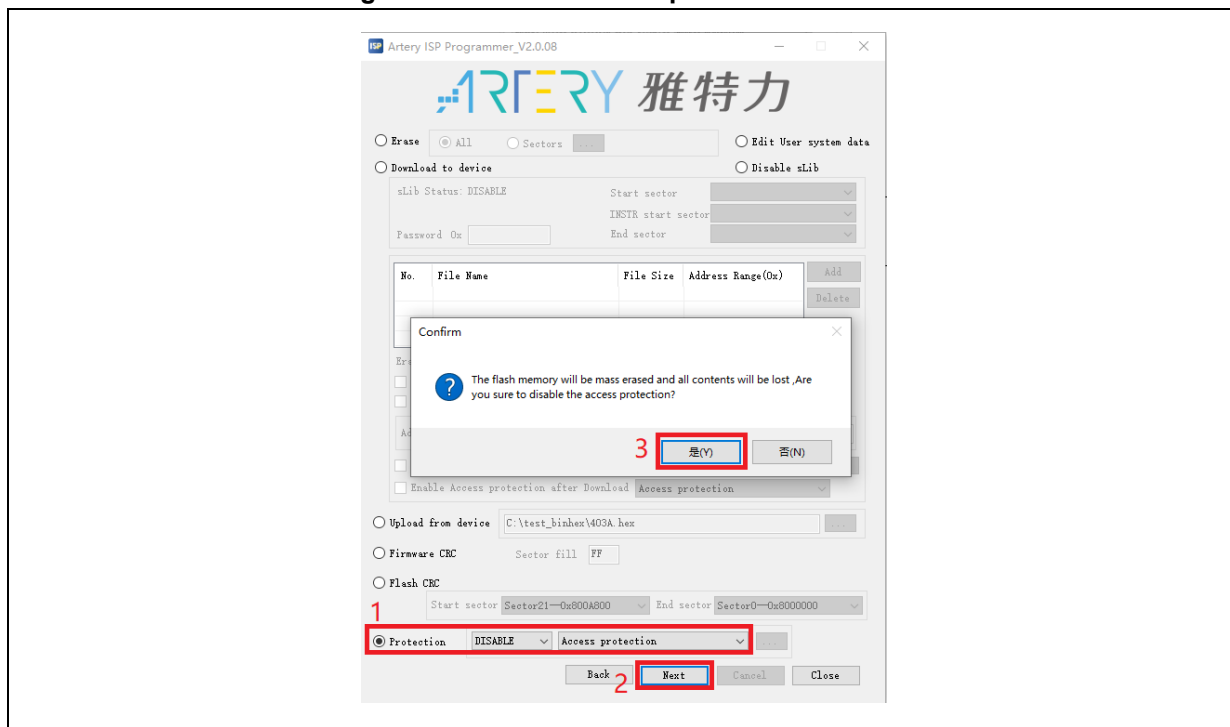 Artery ISP Programmer_V2.0.08
ARTERY 雅特力
Erase All Sectors ... Edit User system data
Download to device Disable sLib
sLib Status: DISABLE Start sector
INSTR start sector
Password 0x End sector
No. File Name File Size Address Range(0x) Add
Delete
Confirm
The flash memory will be mass erased and all contents will be lost ,Are
you sure to disable the access protection?
3 是(Y) 否(N)
Enable Access protection after Download Access protection
Upload from device C:\test_binhex\403A.hex ...
Firmware CRC Sector fill FF
Flash CRC
1 Start sector Sector21—0x800A800 End sector Sector0—0x8000000
Protection DISABLE Access protection ...
Back 2 Next Cancel Close